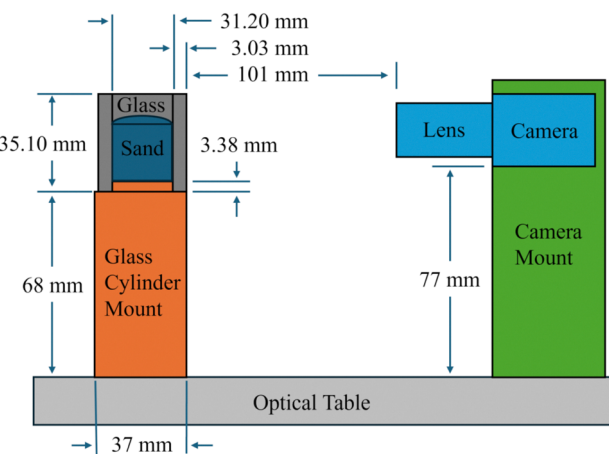 31.20 mm
3.03 mm
101 mm
Glass
35.10 mm
Sand
3.38 mm
Lens
Camera
Glass
Cylinder
Mount
68 mm
77 mm
Camera
Mount
Optical Table
37 mm